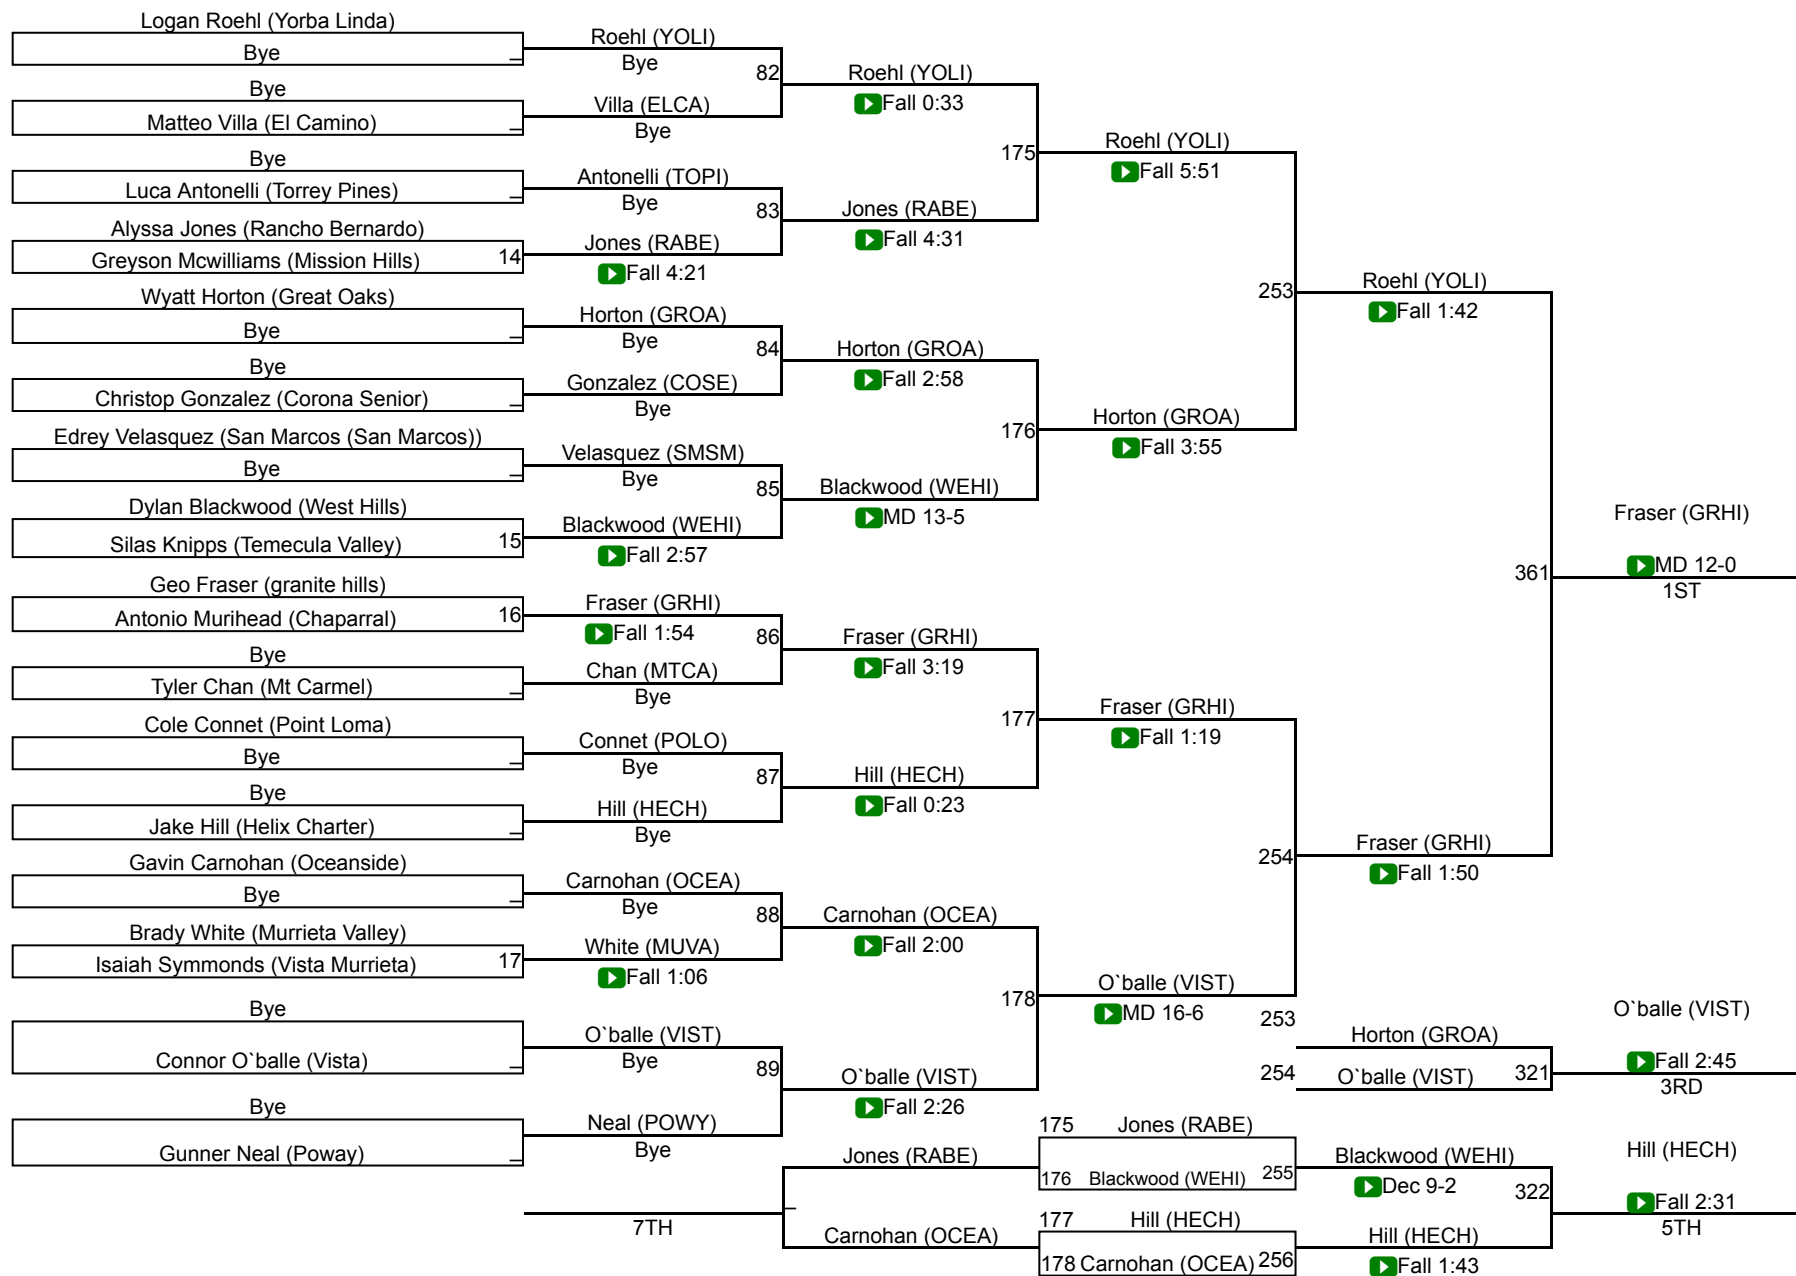 Logan Roehl (Yorba Linda)
Bye
Bye
Matteo Villa (El Camino)
Bye
Luca Antonelli (Torrey Pines)
Alyssa Jones (Rancho Bernardo)
Greyson Mcwilliams (Mission Hills) 14
Wyatt Horton (Great Oaks)
Bye
Bye
Christop Gonzalez (Corona Senior)
Edrey Velasquez (San Marcos (San Marcos))
Bye
Dylan Blackwood (West Hills)
Silas Knipps (Temecula Valley) 15
Geo Fraser (granite hills)
Antonio Murihead (Chaparral) 16
Bye
Tyler Chan (Mt Carmel)
Cole Connet (Point Loma)
Bye
Bye
Jake Hill (Helix Charter)
Gavin Carnohan (Oceanside)
Bye
Brady White (Murrieta Valley)
Isaiah Symmonds (Vista Murrieta) 17
Bye
Connor O`balle (Vista)
Bye
Gunner Neal (Poway)
Roehl (YOLI)
Bye
82
Villa (ELCA)
Bye
Antonelli (TOPI)
Bye
83
Jones (RABE)
Fall 4:21
Horton (GROA)
Bye
84
Gonzalez (COSE)
Bye
Velasquez (SMSM)
Bye
85
Blackwood (WEHI)
Fall 2:57
Fraser (GRHI)
Fall 1:54
86
Chan (MTCA)
Bye
Connet (POLO)
Bye
87
Hill (HECH)
Bye
Carnohan (OCEA)
Bye
88
White (MUVA)
Fall 1:06
O`balle (VIST)
Bye
89
Neal (POWY)
Bye
7TH
Roehl (YOLI)
Fall 0:33
175
Jones (RABE)
Fall 4:31
Horton (GROA)
Fall 2:58
176
Blackwood (WEHI)
MD 13-5
Fraser (GRHI)
Fall 3:19
177
Hill (HECH)
Fall 0:23
Carnohan (OCEA)
Fall 2:00
178
O`balle (VIST)
Fall 2:26
Jones (RABE)
Carnohan (OCEA)
Roehl (YOLI)
Fall 5:51
253
Horton (GROA)
Fall 3:55
Fraser (GRHI)
Fall 1:19
254
O`balle (VIST)
MD 16-6
175 Jones (RABE)
176 Blackwood (WEHI) 255
177 Hill (HECH)
178 Carnohan (OCEA) 256
Roehl (YOLI)
Fall 1:42
361
Fraser (GRHI)
Fall 1:50
253
Horton (GROA)
254 O`balle (VIST) 321
Blackwood (WEHI)
Dec 9-2
322
Hill (HECH)
Fall 1:43
Fraser (GRHI)
MD 12-0
1ST
O`balle (VIST)
Fall 2:45
3RD
Hill (HECH)
Fall 2:31
5TH